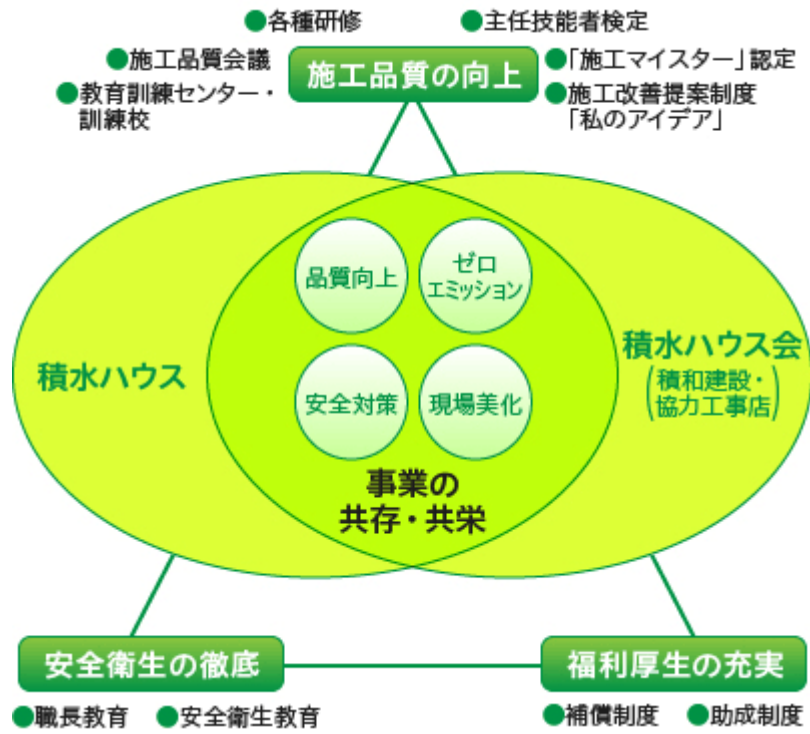 ●各種研修 ●主任技能者検定
●施工品質会議
施工品質の向上
●「施工マイスター」認定
●教育訓練センター・
訓練校
●施工改善提案制度
「私のアイデア」
品質向上
ゼロ
エミッション
積水ハウス
積水ハウス会
(積和建設・
協力工事店)
安全対策
現場美化
事業の
共存・共栄
安全衛生の徹底
福利厚生の充実
●職長教育 ●安全衛生教育
●補償制度 ●助成制度